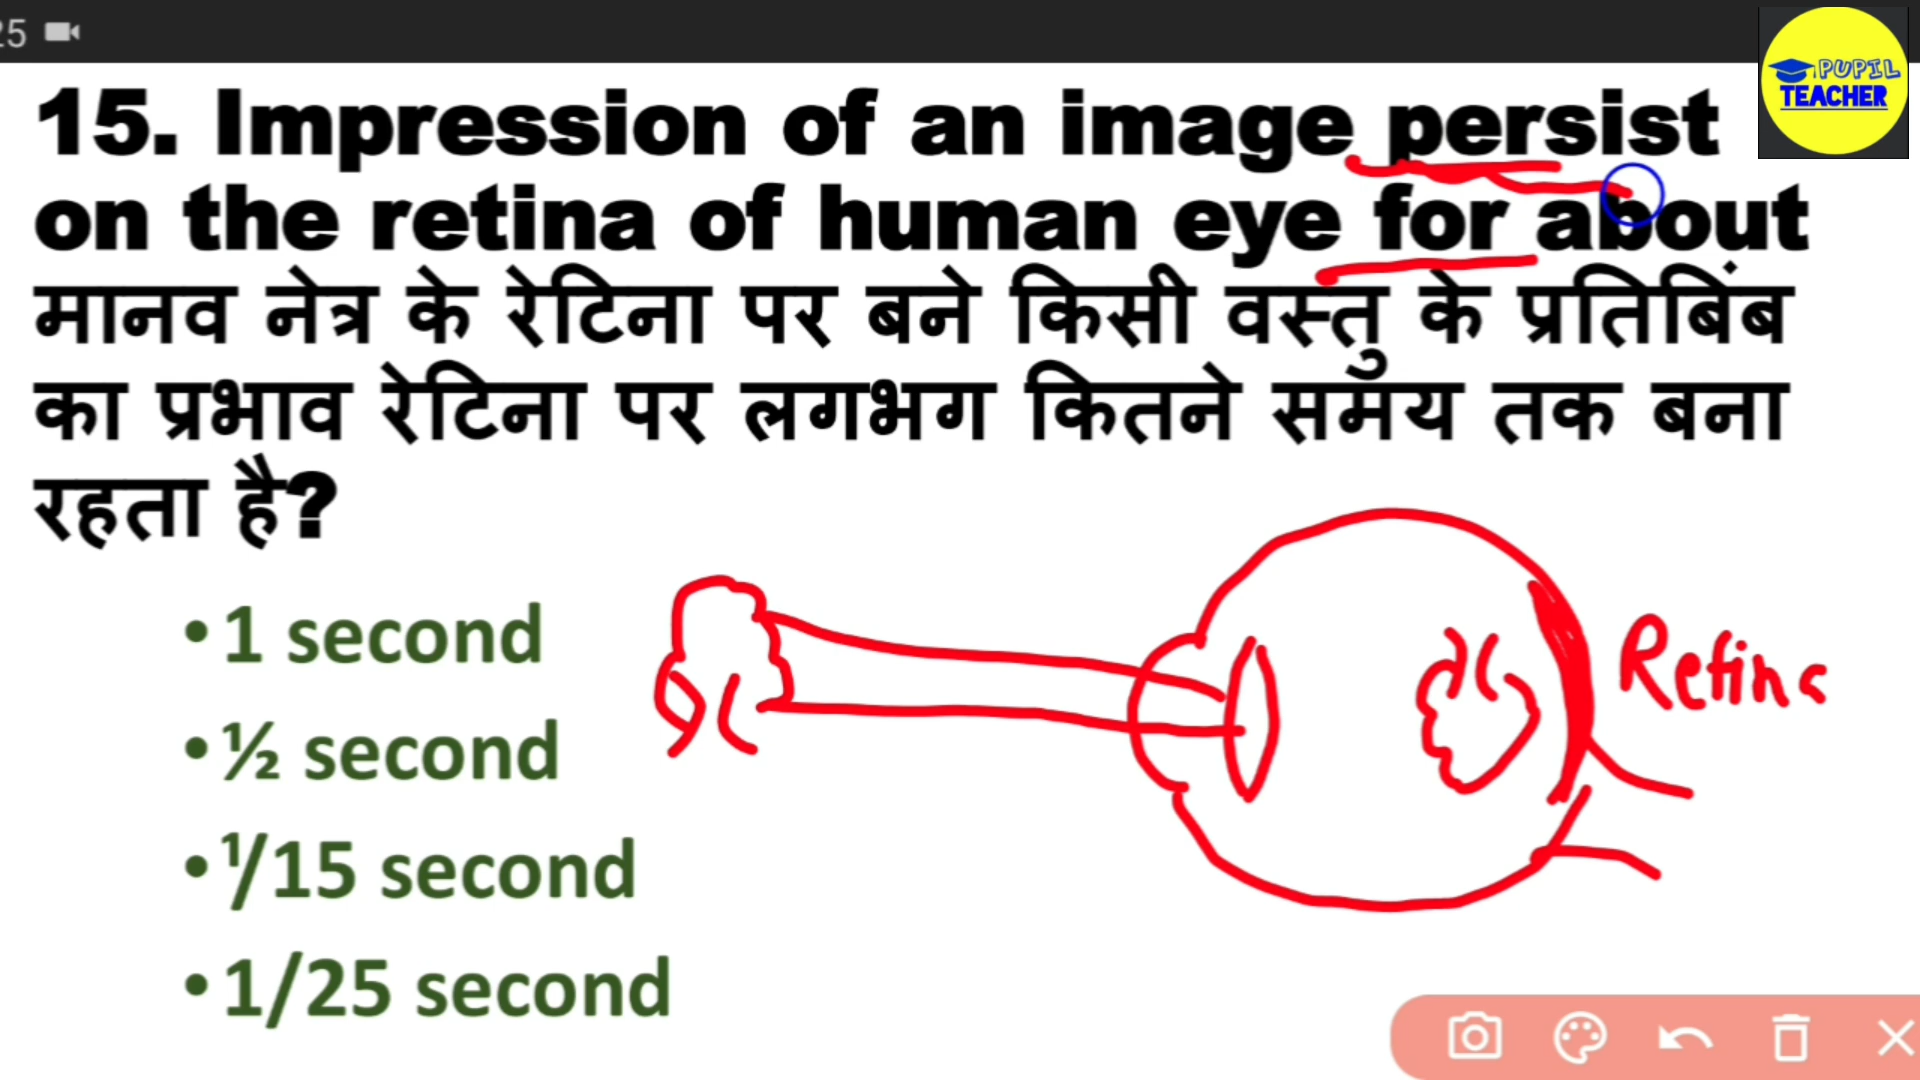 25
PUPIL
TEACHER
15. Impression of an image persist
on the retina of human eye for about
मानव नेत्र के रेटिना पर बने किसी वस्तु के प्रतिबिंब
का प्रभाव रेटिना पर लगभग कितने समय तक बना
रहता है?
• 1 second
• ½ second
• ¹/15 second
• 1/25 second
Retina